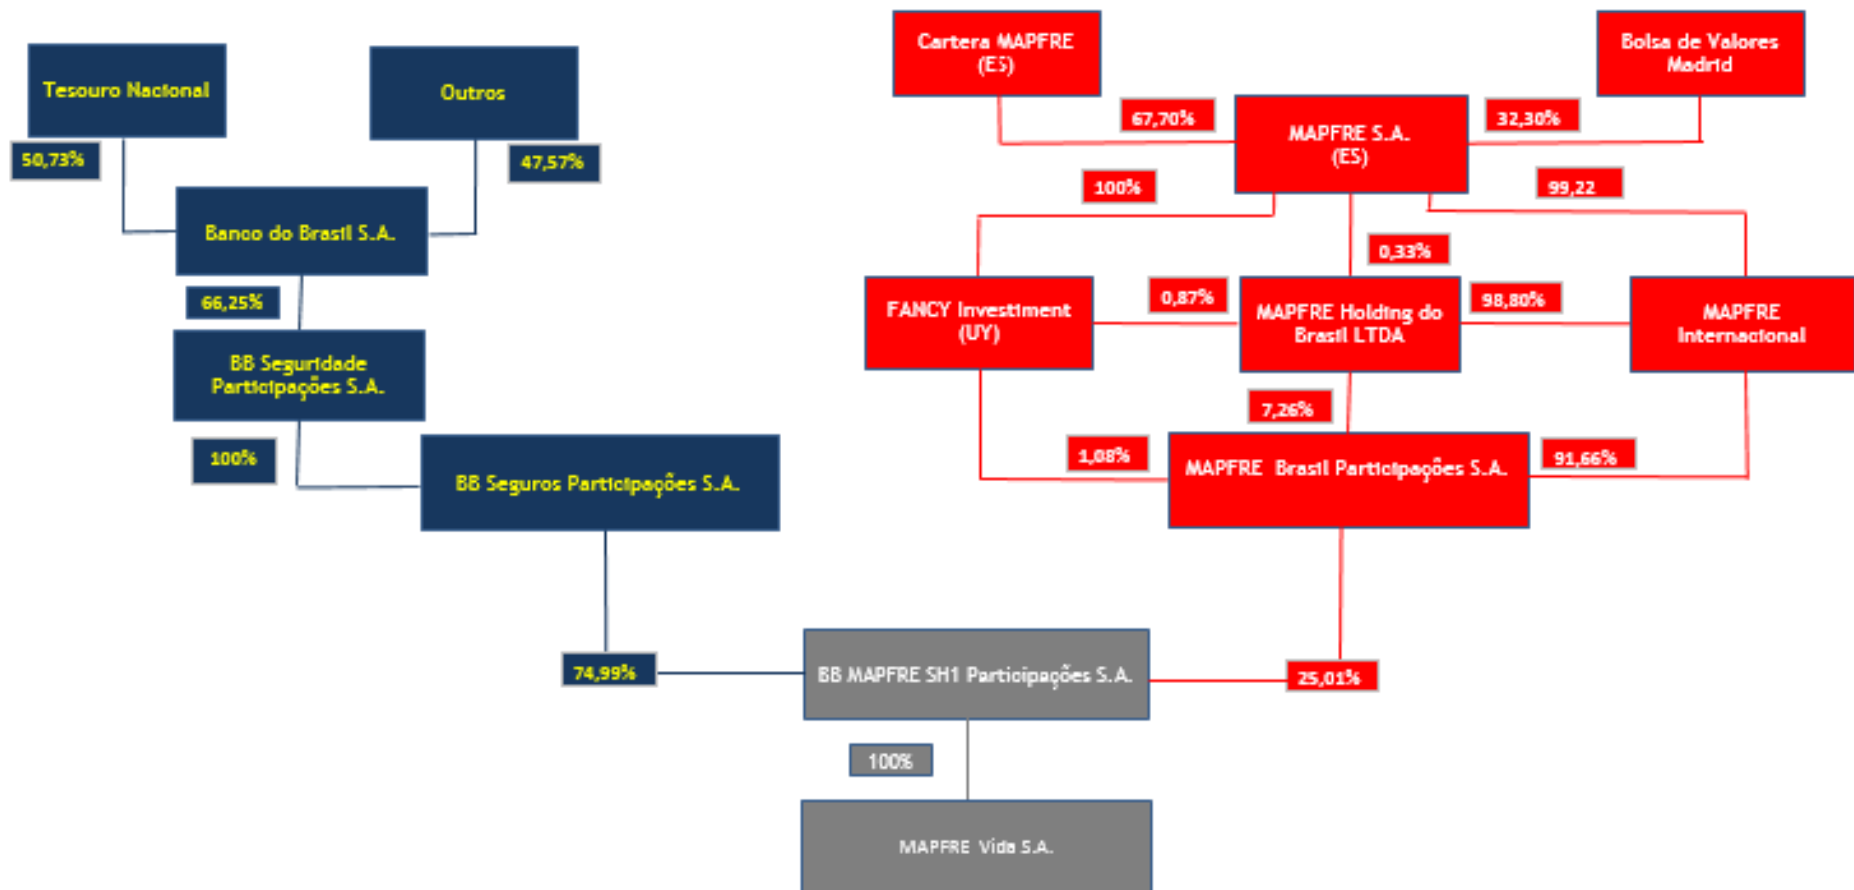 Tesouro Nacional
Outros
50,73%
47,57%
Banco do Brasil S.A.
66,25%
BB Seguridade
Participações S.A.
100%
BB Seguros Participações S.A.
74,99%
Cartera MAPFRE
(ES)
Bolsa de Valores
Madrid
67,70%
32,30%
MAPFRE S.A.
(ES)
100%
99,22
0,33%
FANCY Investiment
(UY)
0,87%
MAPFRE Holding do
Brasil LTDA
98,80%
MAPFRE
Internacional
7,26%
1,08%
91,66%
MAPFRE Brasil Participações S.A.
25,01%
BB MAPFRE SH1 Participações S.A.
100%
MAPFRE Vida S.A.